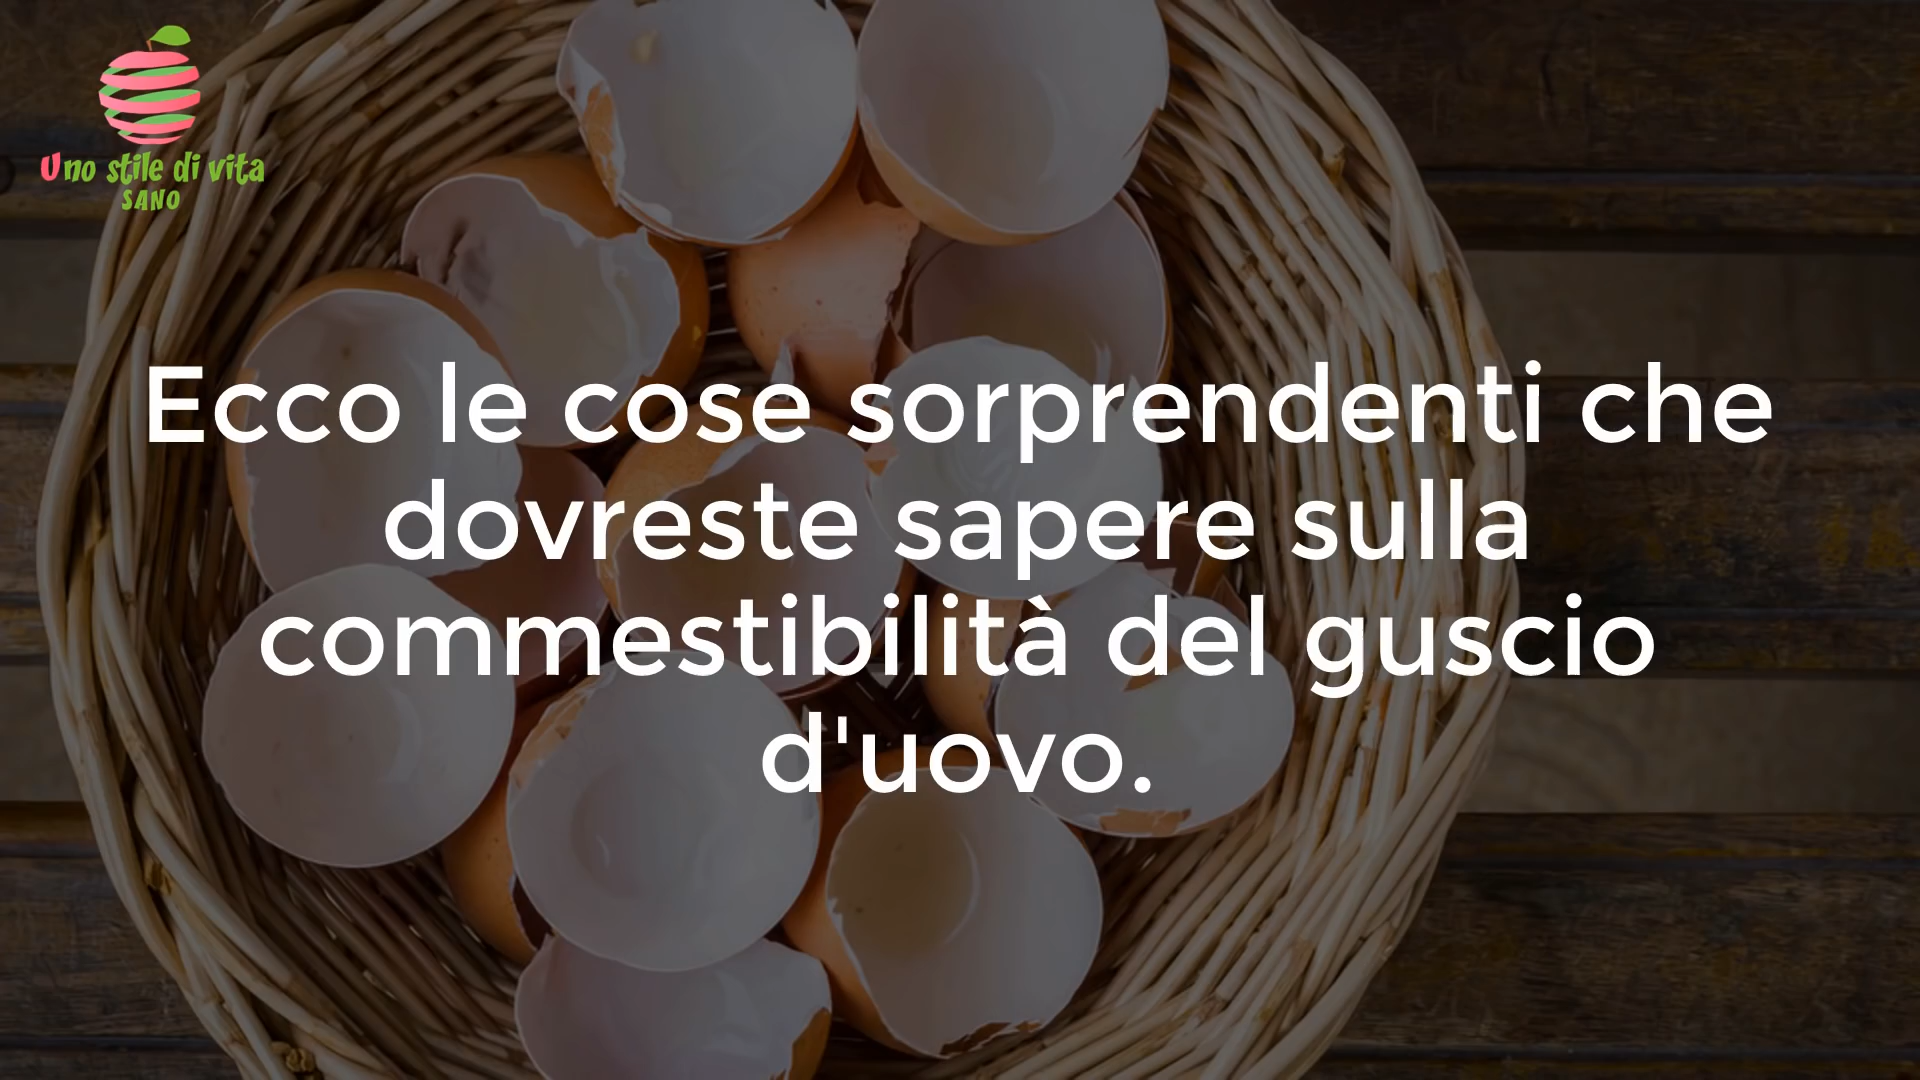 Uno stile di vita
SANO
Ecco le cose sorprendenti che
dovreste sapere sulla
commestibilità del guscio
d'uovo.